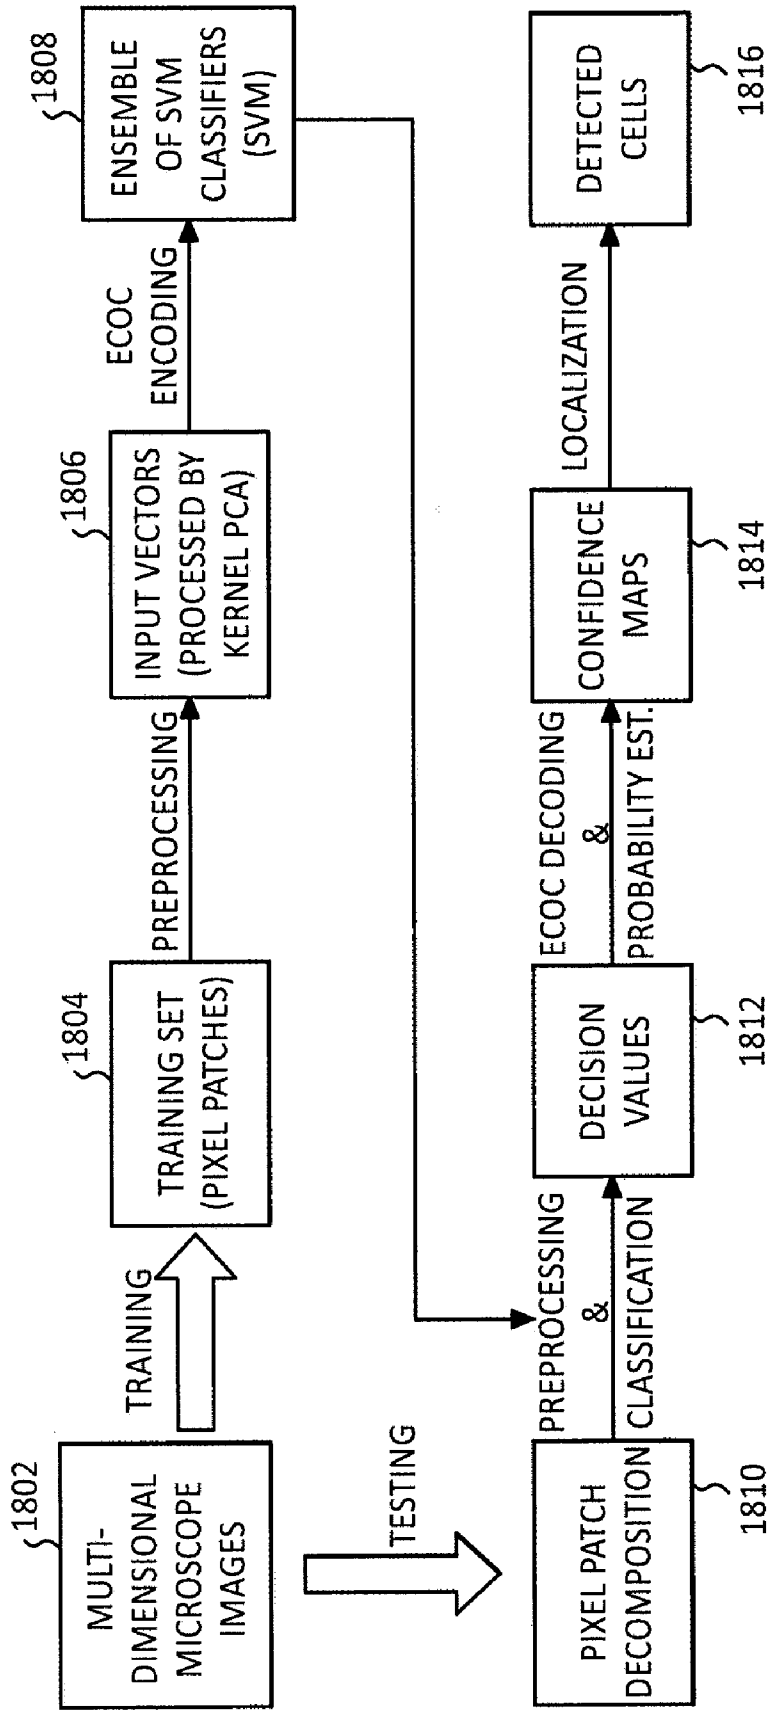 1802
MULTI-
DIMENSIONAL
MICROSCOPE
IMAGES
TRAINING
1804
TRAINING SET
(PIXEL PATCHES)
PREPROCESSING
1806
INPUT VECTORS
(PROCESSED BY
KERNEL PCA)
ECOC
ENCODING
1808
ENSEMBLE
OF SVM
CLASSIFIERS
(SVM)
TESTING
PIXEL PATCH
DECOMPOSITION
1810
PREPROCESSING
&
CLASSIFICATION
DECISION
VALUES
1812
ECOC DECODING
&
PROBABILITY EST.
CONFIDENCE
MAPS
1814
LOCALIZATION
DETECTED
CELLS
1816